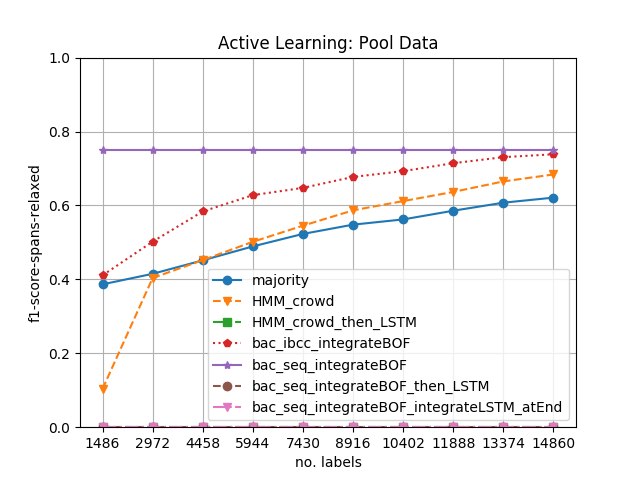 Active Learning: Pool Data
1.0
0.8
0.6
0.4
0.2
0.0
f1-score-spans-relaxed
majority
HMM_crowd
HMM_crowd_then_LSTM
bac_ibcc_integrateBOF
bac_seq_integrateBOF
bac_seq_integrateBOF_then_LSTM
bac_seq_integrateBOF_integrateLSTM_atEnd
1486 2972 4458 5944 7430 8916 10402 11888 13374 14860
no. labels